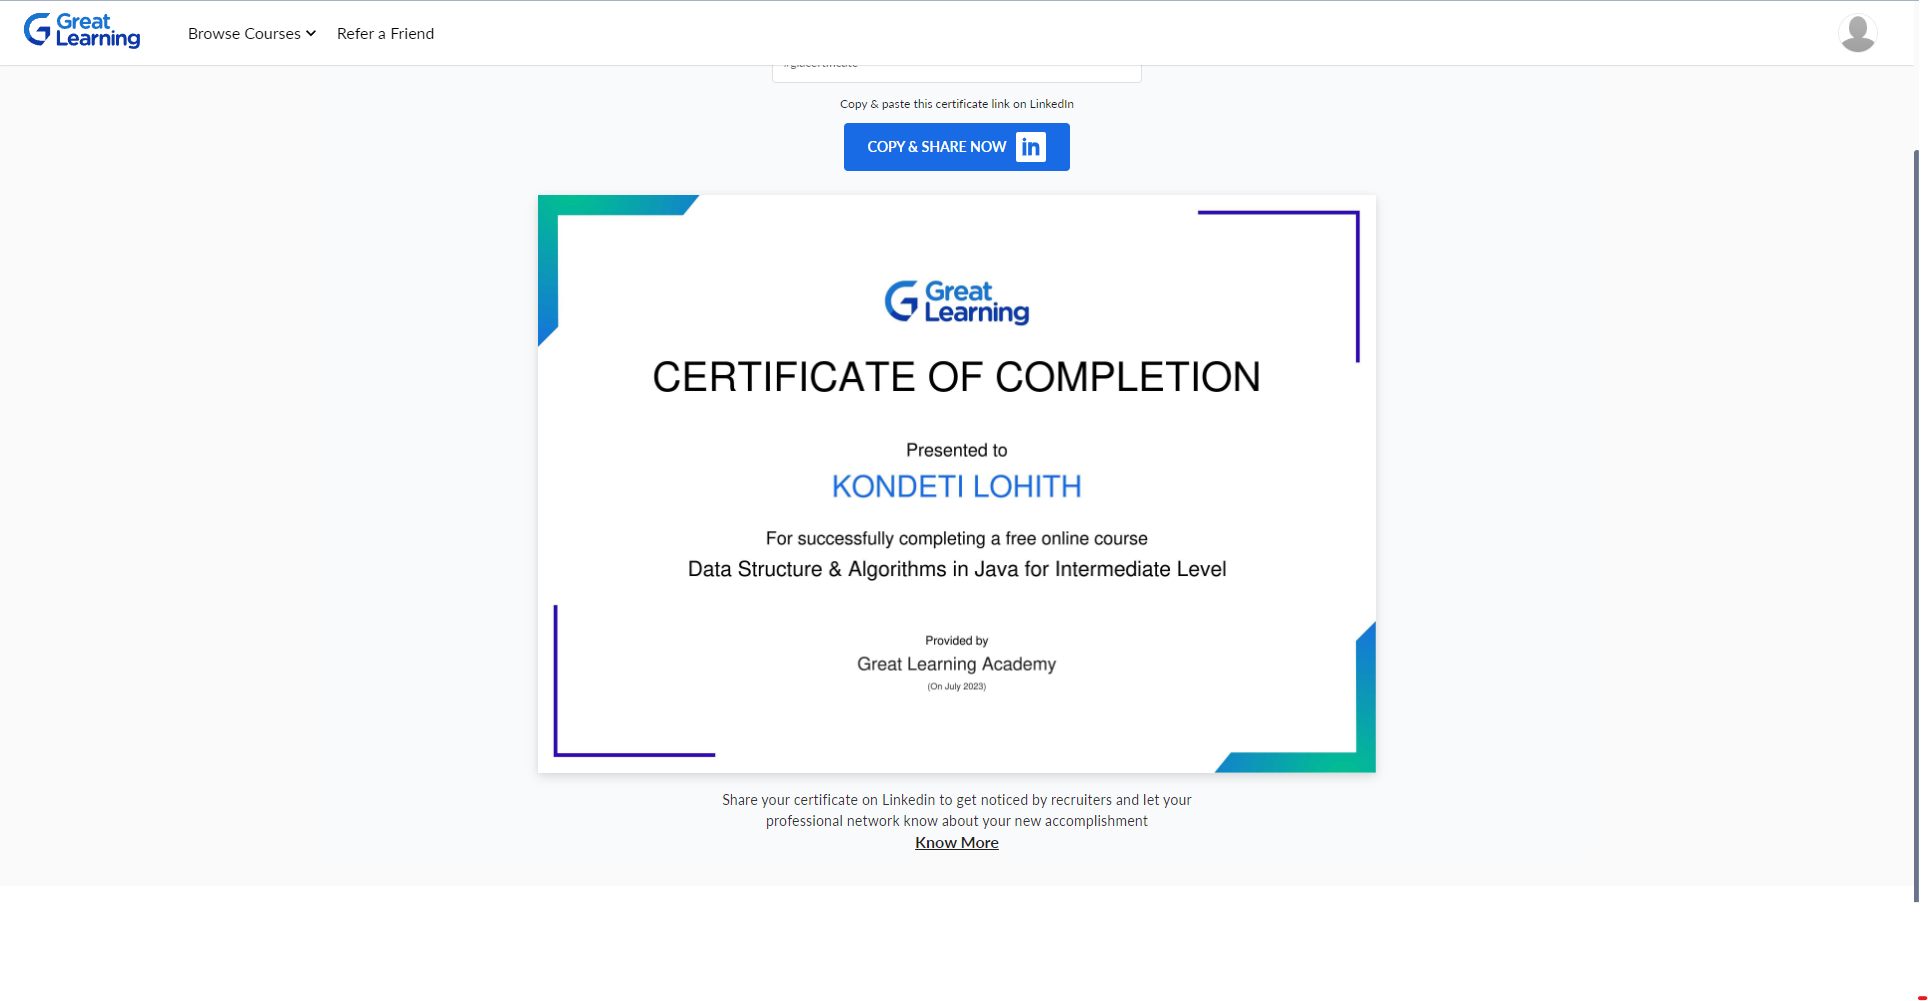 Great Learning
Browse Courses Refer a Friend
#glacertificate
Copy & paste this certificate link on LinkedIn
COPY & SHARE NOW in
Great Learning
CERTIFICATE OF COMPLETION
Presented to
KONDETI LOHITH
For successfully completing a free online course
Data Structure & Algorithms in Java for Intermediate Level
Provided by
Great Learning Academy
(On July 2023)
Share your certificate on Linkedin to get noticed by recruiters and let your
professional network know about your new accomplishment
Know More